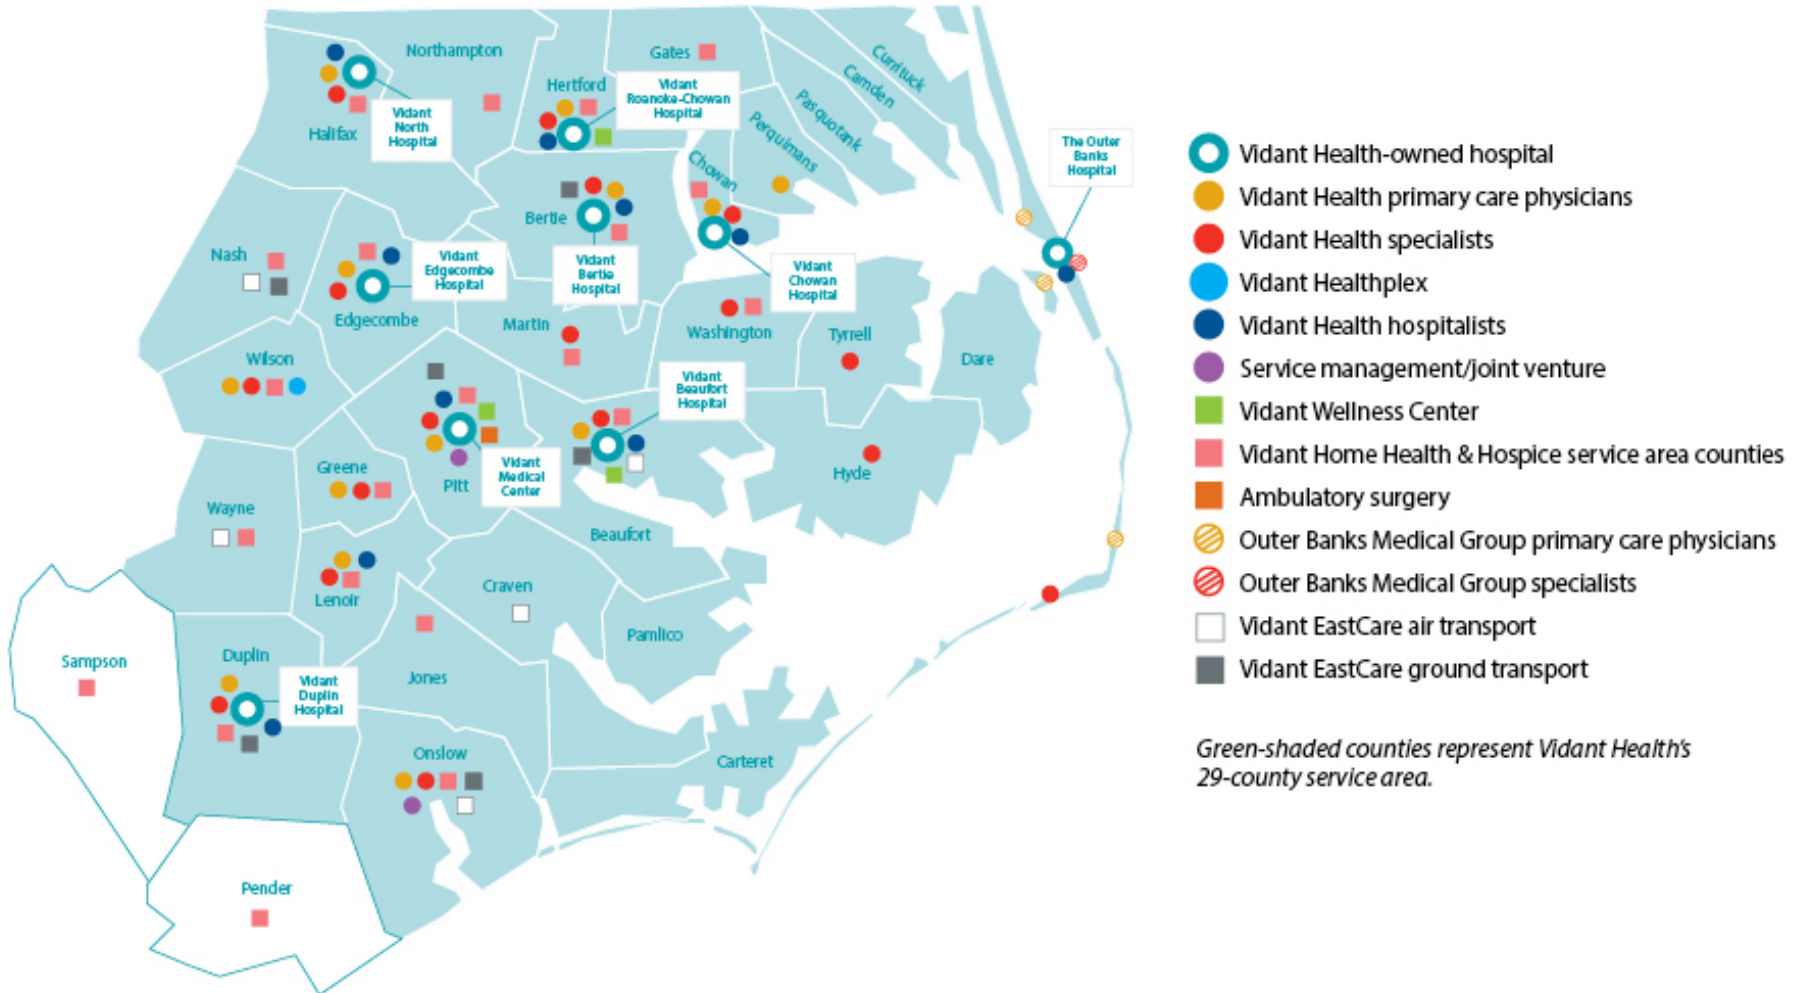 Northampton
Gates
Currituck
Camden
Hertford
Vidant
Roanoke-Chowan
Hospital
Pasquotank
Halifax
Vidant
North
Hospital
Perquimans
The Outer
Banks
Hospital
Chowan
Bertie
Nash
Vidant
Edgecombe
Hospital
Vidant
Bertie
Hospital
Vidant
Chowan
Hospital
Edgecombe
Martin
Washington
Tyrrell
Dare
Wilson
Vidant
Beaufort
Hospital
Greene
Pitt
Vidant
Medical
Center
Hyde
Wayne
Beaufort
Lenoir
Craven
Pamlico
Sampson
Duplin
Vidant
Duplin
Hospital
Jones
Onslow
Carteret
Pender
Vidant Health-owned hospital
Vidant Health primary care physicians
Vidant Health specialists
Vidant Healthplex
Vidant Health hospitalists
Service management/joint venture
Vidant Wellness Center
Vidant Home Health & Hospice service area counties
Ambulatory surgery
Outer Banks Medical Group primary care physicians
Outer Banks Medical Group specialists
Vidant EastCare air transport
Vidant EastCare ground transport
Green-shaded counties represent Vidant Health's
29-county service area.